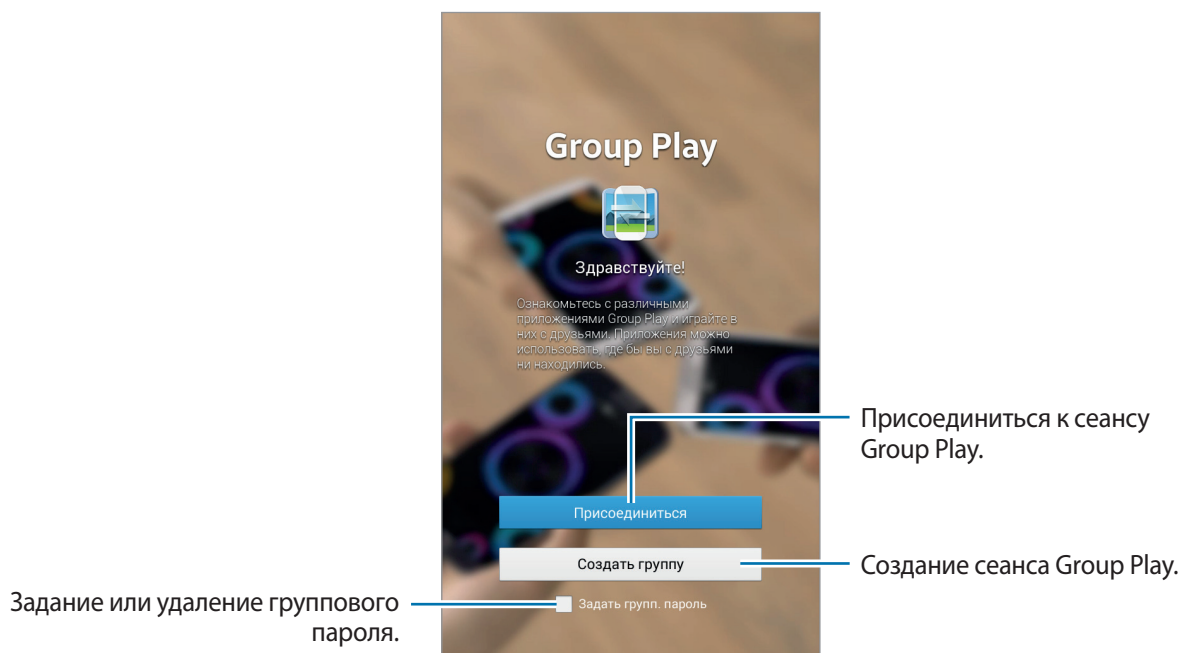 Group Play
Здравствуйте!
Ознакомьтесь с различными
приложениями Group Play и играйте в
них с друзьями. Приложения можно
использовать, где бы вы с друзьями
ни находились.
Присоединиться к сеансу
Group Play.
Присоединиться
Создать группу
Создание сеанса Group Play.
Задание или удаление группового
пароля.
Задать групп. пароль